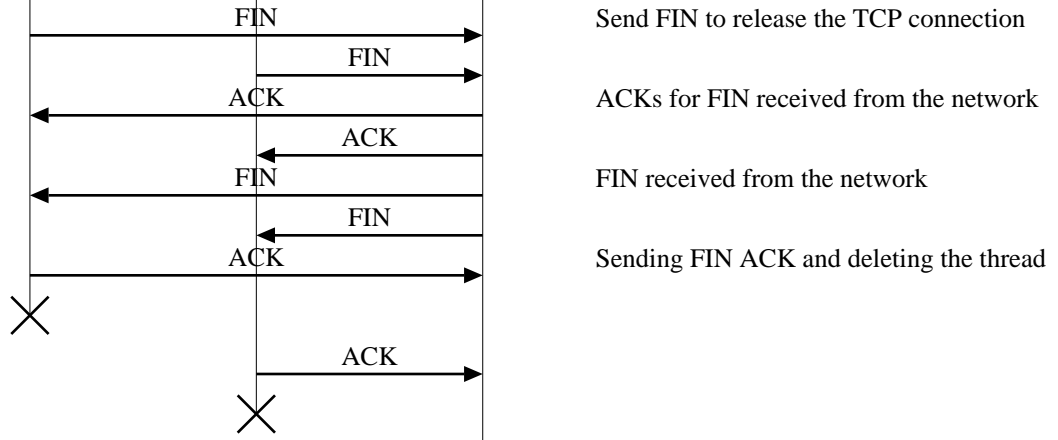 FIN Send FIN to release the TCP connection
FIN
ACK ACKs for FIN received from the network
ACK
FIN FIN received from the network
FIN
ACK Sending FIN ACK and deleting the thread
ACK